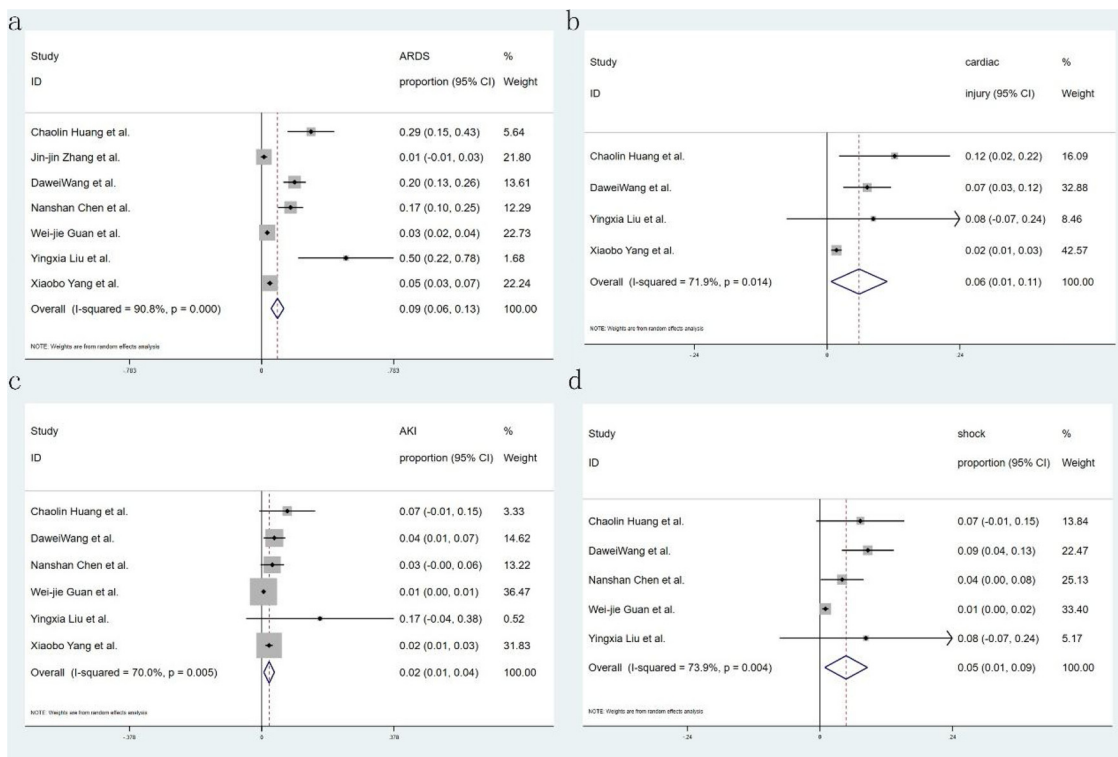 a
Study ARDS %
ID proportion (95% CI) Weight
Chaolin Huang et al. 0.29 (0.15, 0.43) 5.64
Jin-jin Zhang et al. 0.01 (-0.01, 0.03) 21.80
DaweiWang et al. 0.20 (0.13, 0.26) 13.61
Nanshan Chen et al. 0.17 (0.10, 0.25) 12.29
Wei-jie Guan et al. 0.03 (0.02, 0.04) 22.73
Yingxia Liu et al. 0.50 (0.22, 0.78) 1.68
Xiaobo Yang et al. 0.05 (0.03, 0.07) 22.24
Overall (I-squared = 90.8%, p = 0.000) 0.09 (0.06, 0.13) 100.00
NOTE: Weights are from random effects analysis
-.783 0 .783
b
Study cardiac %
ID injury (95% CI) Weight
Chaolin Huang et al. 0.12 (0.02, 0.22) 16.09
DaweiWang et al. 0.07 (0.03, 0.12) 32.88
Yingxia Liu et al. 0.08 (-0.07, 0.24) 8.46
Xiaobo Yang et al. 0.02 (0.01, 0.03) 42.57
Overall (I-squared = 71.9%, p = 0.014) 0.06 (0.01, 0.11) 100.00
NOTE: Weights are from random effects analysis
-.24 0 .24
c
Study AKI %
ID proportion (95% CI) Weight
Chaolin Huang et al. 0.07 (-0.01, 0.15) 3.33
DaweiWang et al. 0.04 (0.01, 0.07) 14.62
Nanshan Chen et al. 0.03 (-0.00, 0.06) 13.22
Wei-jie Guan et al. 0.01 (0.00, 0.01) 36.47
Yingxia Liu et al. 0.17 (-0.04, 0.38) 0.52
Xiaobo Yang et al. 0.02 (0.01, 0.03) 31.83
Overall (I-squared = 70.0%, p = 0.005) 0.02 (0.01, 0.04) 100.00
NOTE: Weights are from random effects analysis
-.378 0 .378
d
Study shock %
ID proportion (95% CI) Weight
Chaolin Huang et al. 0.07 (-0.01, 0.15) 13.84
DaweiWang et al. 0.09 (0.04, 0.13) 22.47
Nanshan Chen et al. 0.04 (0.00, 0.08) 25.13
Wei-jie Guan et al. 0.01 (0.00, 0.02) 33.40
Yingxia Liu et al. 0.08 (-0.07, 0.24) 5.17
Overall (I-squared = 73.9%, p = 0.004) 0.05 (0.01, 0.09) 100.00
NOTE: Weights are from random effects analysis
-.24 0 .24